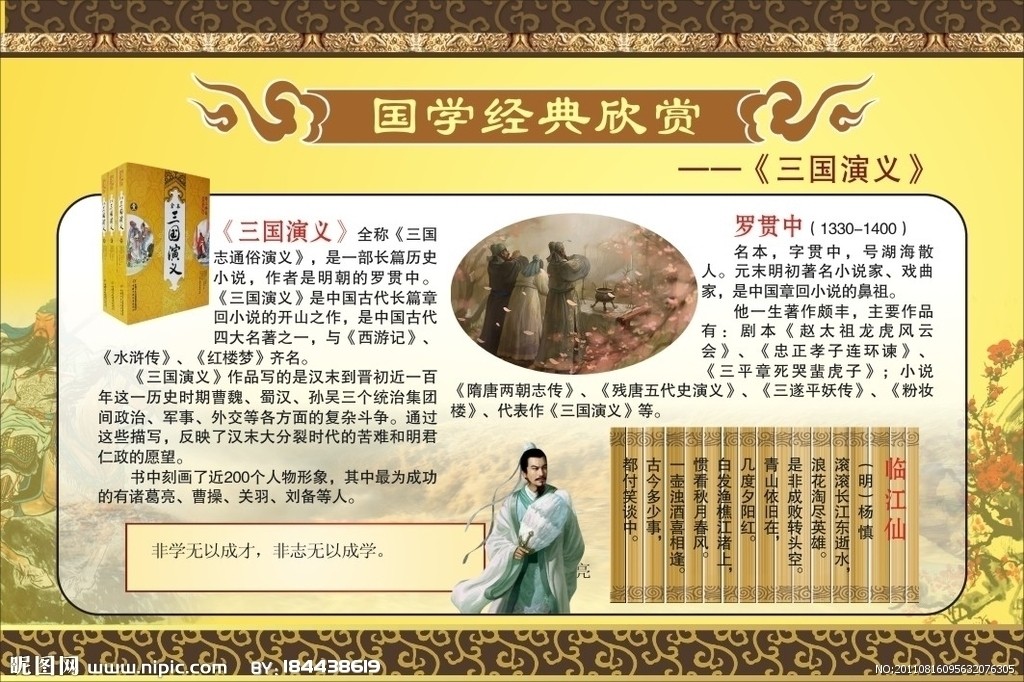 国学经典欣赏
——《三国演义》
三国演义
《三国演义》全称《三国
志通俗演义》，是一部长篇历史
小说，作者是明朝的罗贯中。
《三国演义》是中国古代长篇章
回小说的开山之作，是中国古代
四大名著之一，与《西游记》、
《水浒传》、《红楼梦》齐名。
《三国演义》作品写的是汉末到晋初近一百
年这一历史时期曹魏、蜀汉、孙吴三个统治集团
间政治、军事、外交等各方面的复杂斗争。通过
这些描写，反映了汉末大分裂时代的苦难和明君
仁政的愿望。
书中刻画了近200个人物形象，其中最为成功
的有诸葛亮、曹操、关羽、刘备等人。
非学无以成才，非志无以成学。
亮
罗贯中（1330-1400）
名本，字贯中，号湖海散
人。元末明初著名小说家、戏曲
家，是中国章回小说的鼻祖。
他一生著作颇丰，主要作品
有：剧本《赵太祖龙虎风云
会》、《忠正孝子连环谏》、
《三平章死哭蜚虎子》；小说
《隋唐两朝志传》、《残唐五代史演义》、《三遂平妖传》、《粉妆
楼》、代表作《三国演义》等。
临江仙
（明）杨慎
滚滚长江东逝水，
浪花淘尽英雄。
是非成败转头空。
青山依旧在，
几度夕阳红。
白发渔樵江渚上，
惯看秋月春风。
一壶浊酒喜相逢。
古今多少事，
都付笑谈中。
昵图网 www.nipic.com BY: 184438619
NO:20110816095632076305